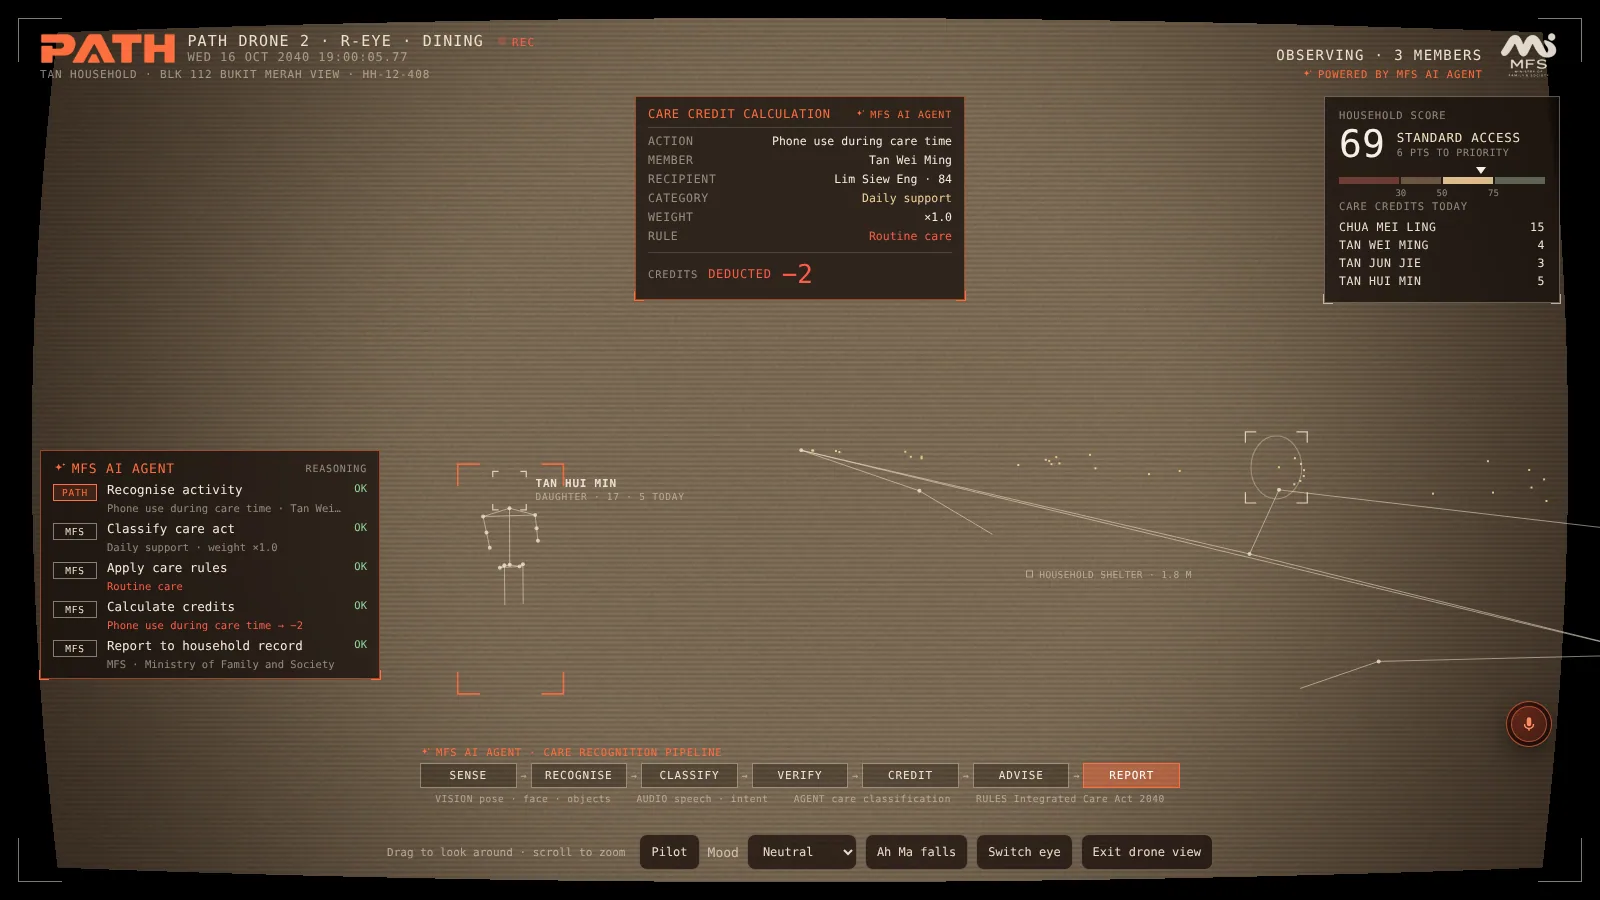 PATH
PATH DRONE 2 · R-EYE · DINING
REC
WED 16 OCT 2040 19:00:05.77
TAN HOUSEHOLD · BLK 112 BUKIT MERAH VIEW · HH-12-408
OBSERVING · 3 MEMBERS
POWERED BY MFS AI AGENT
MFS
CARE CREDIT CALCULATION
MFS AI AGENT
ACTION Phone use during care time
MEMBER Tan Wei Ming
RECIPIENT Lim Siew Eng · 84
CATEGORY Daily support
WEIGHT ×1.0
RULE Routine care
CREDITS DEDUCTED −2
HOUSEHOLD SCORE
69 STANDARD ACCESS
6 PTS TO PRIORITY
30 50 75
CARE CREDITS TODAY
CHUA MEI LING 15
TAN WEI MING 4
TAN JUN JIE 3
TAN HUI MIN 5
MFS AI AGENT REASONING
PATH Recognise activity OK
Phone use during care time · Tan Wei…
MFS Classify care act OK
Daily support · weight ×1.0
MFS Apply care rules OK
Routine care
MFS Calculate credits OK
Phone use during care time → −2
MFS Report to household record OK
MFS · Ministry of Family and Society
TAN HUI MIN
DAUGHTER · 17 · 5 TODAY
HOUSEHOLD SHELTER · 1.8 M
MFS AI AGENT · CARE RECOGNITION PIPELINE
SENSE → RECOGNISE → CLASSIFY → VERIFY → CREDIT → ADVISE → REPORT
VISION pose · face · objects AUDIO speech · intent AGENT care classification RULES Integrated Care Act 2040
Drag to look around · scroll to zoom Pilot Mood Neutral Ah Ma falls Switch eye Exit drone view